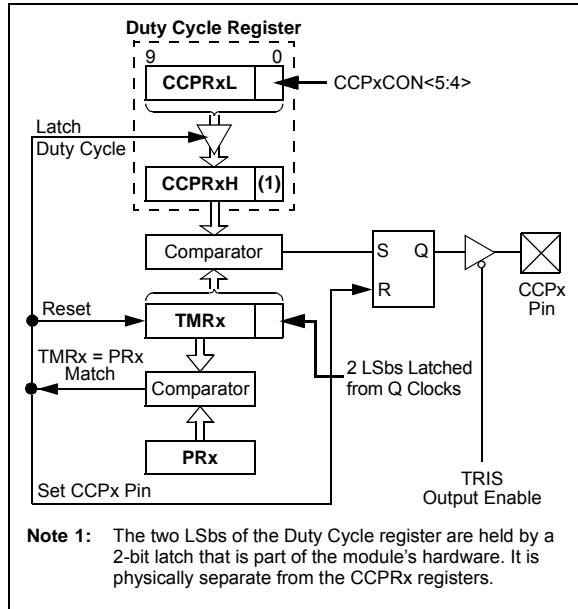 Duty Cycle Register
9 0
CCPRxL
CCPxCON<5:4>
Latch
Duty Cycle
CCPRxH (1)
Comparator
S Q
R
CCPx
Pin
Reset
TMRx
TMRx = PRx
Match
2 LSbs Latched
from Q Clocks
Comparator
PRx
Set CCPx Pin
TRIS
Output Enable
Note 1: The two LSbs of the Duty Cycle register are held by a
2-bit latch that is part of the module's hardware. It is
physically separate from the CCPRx registers.